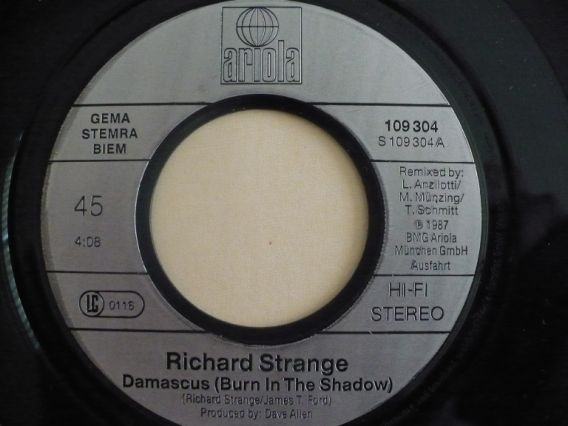 ariola
GEMA
STEMRA
BIEM
109 304
S 109 304/A
45
4:08
Remixed by:
L. Anzilotti/
M. Münzing/
T. Schmitt
℗ 1987
BMG Ariola
München GmbH
Ausfahrt
LC 0116
HI-FI
STEREO
Richard Strange
Damascus (Burn In The Shadow)
(Richard Strange/James T. Ford)
Produced by: Dave Allen